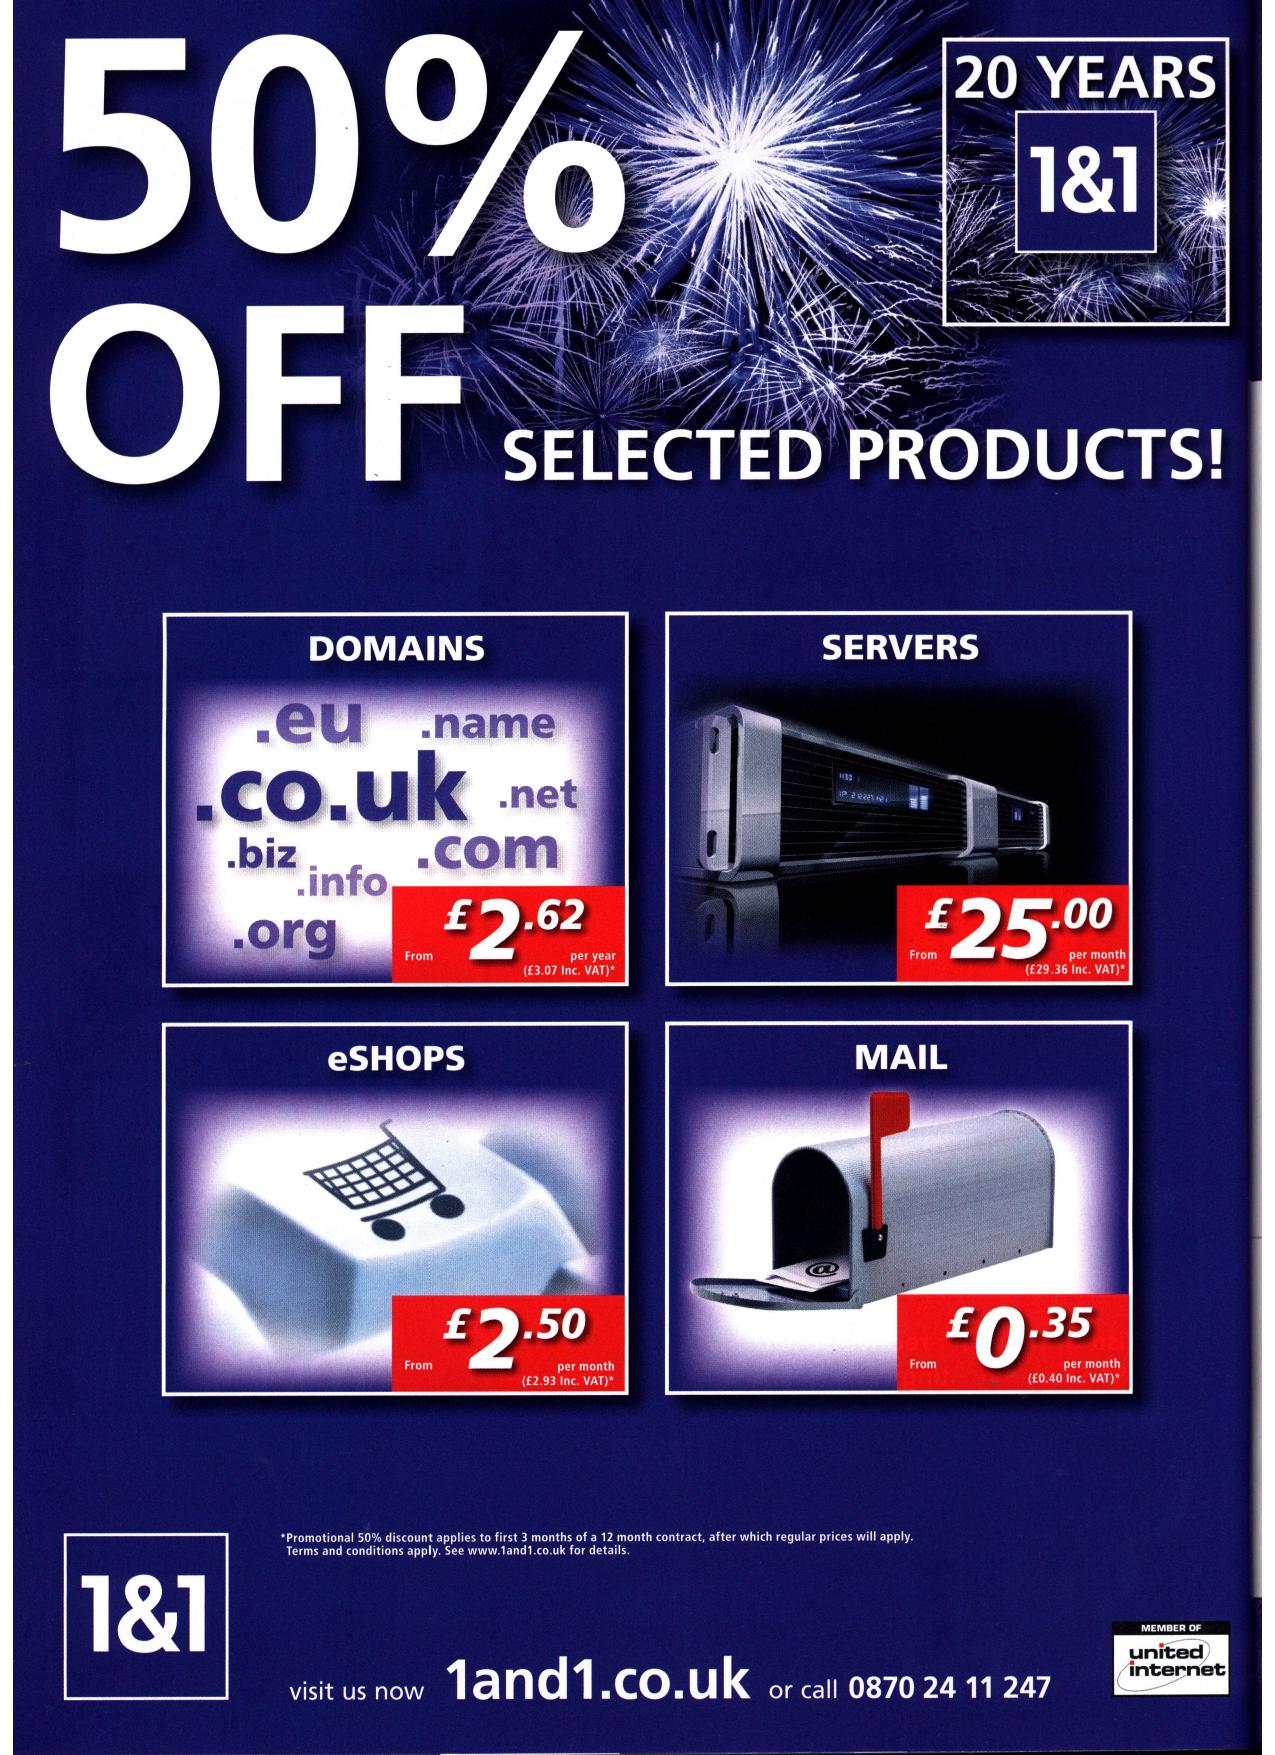 50%
OFF
SELECTED PRODUCTS!
20 YEARS
1&1
DOMAINS
.eu .name
.co.uk .net
.biz .com
.info
.org
From £2.62 per year
(£3.07 Inc. VAT)*
SERVERS
From £25.00 per month
(£29.36 Inc. VAT)*
eSHOPS
From £2.50 per month
(£2.93 Inc. VAT)*
MAIL
@
From £0.35 per month
(£0.40 Inc. VAT)*
*Promotional 50% discount applies to first 3 months of a 12 month contract, after which regular prices will apply.
Terms and conditions apply. See www.1and1.co.uk for details.
1&1
visit us now 1and1.co.uk or call 0870 24 11 247
MEMBER OF
united
internet